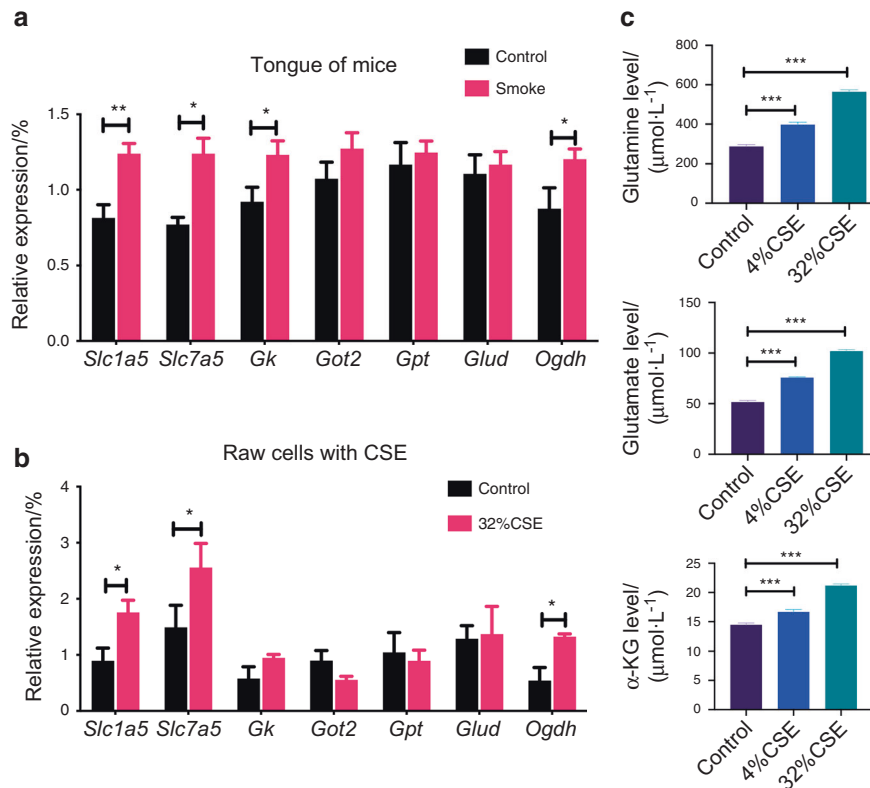 a
Tongue of mice
Control
Smoke
Relative expression/%
1.5
1.0
0.5
0.0
**
*
*
*
Slc1a5
Slc7a5
Gk
Got2
Gpt
Glud
Ogdh
b
Raw cells with CSE
Control
32%CSE
Relative expression/%
4
3
2
1
0
*
*
*
Slc1a5
Slc7a5
Gk
Got2
Gpt
Glud
Ogdh
c
Glutamine level/
(μmol·L⁻¹)
800
600
400
200
0
***
***
Control
4%CSE
32%CSE
Glutamate level/
(μmol·L⁻¹)
150
100
50
0
***
***
Control
4%CSE
32%CSE
α-KG level/
(μmol·L⁻¹)
25
20
15
10
5
0
***
***
Control
4%CSE
32%CSE